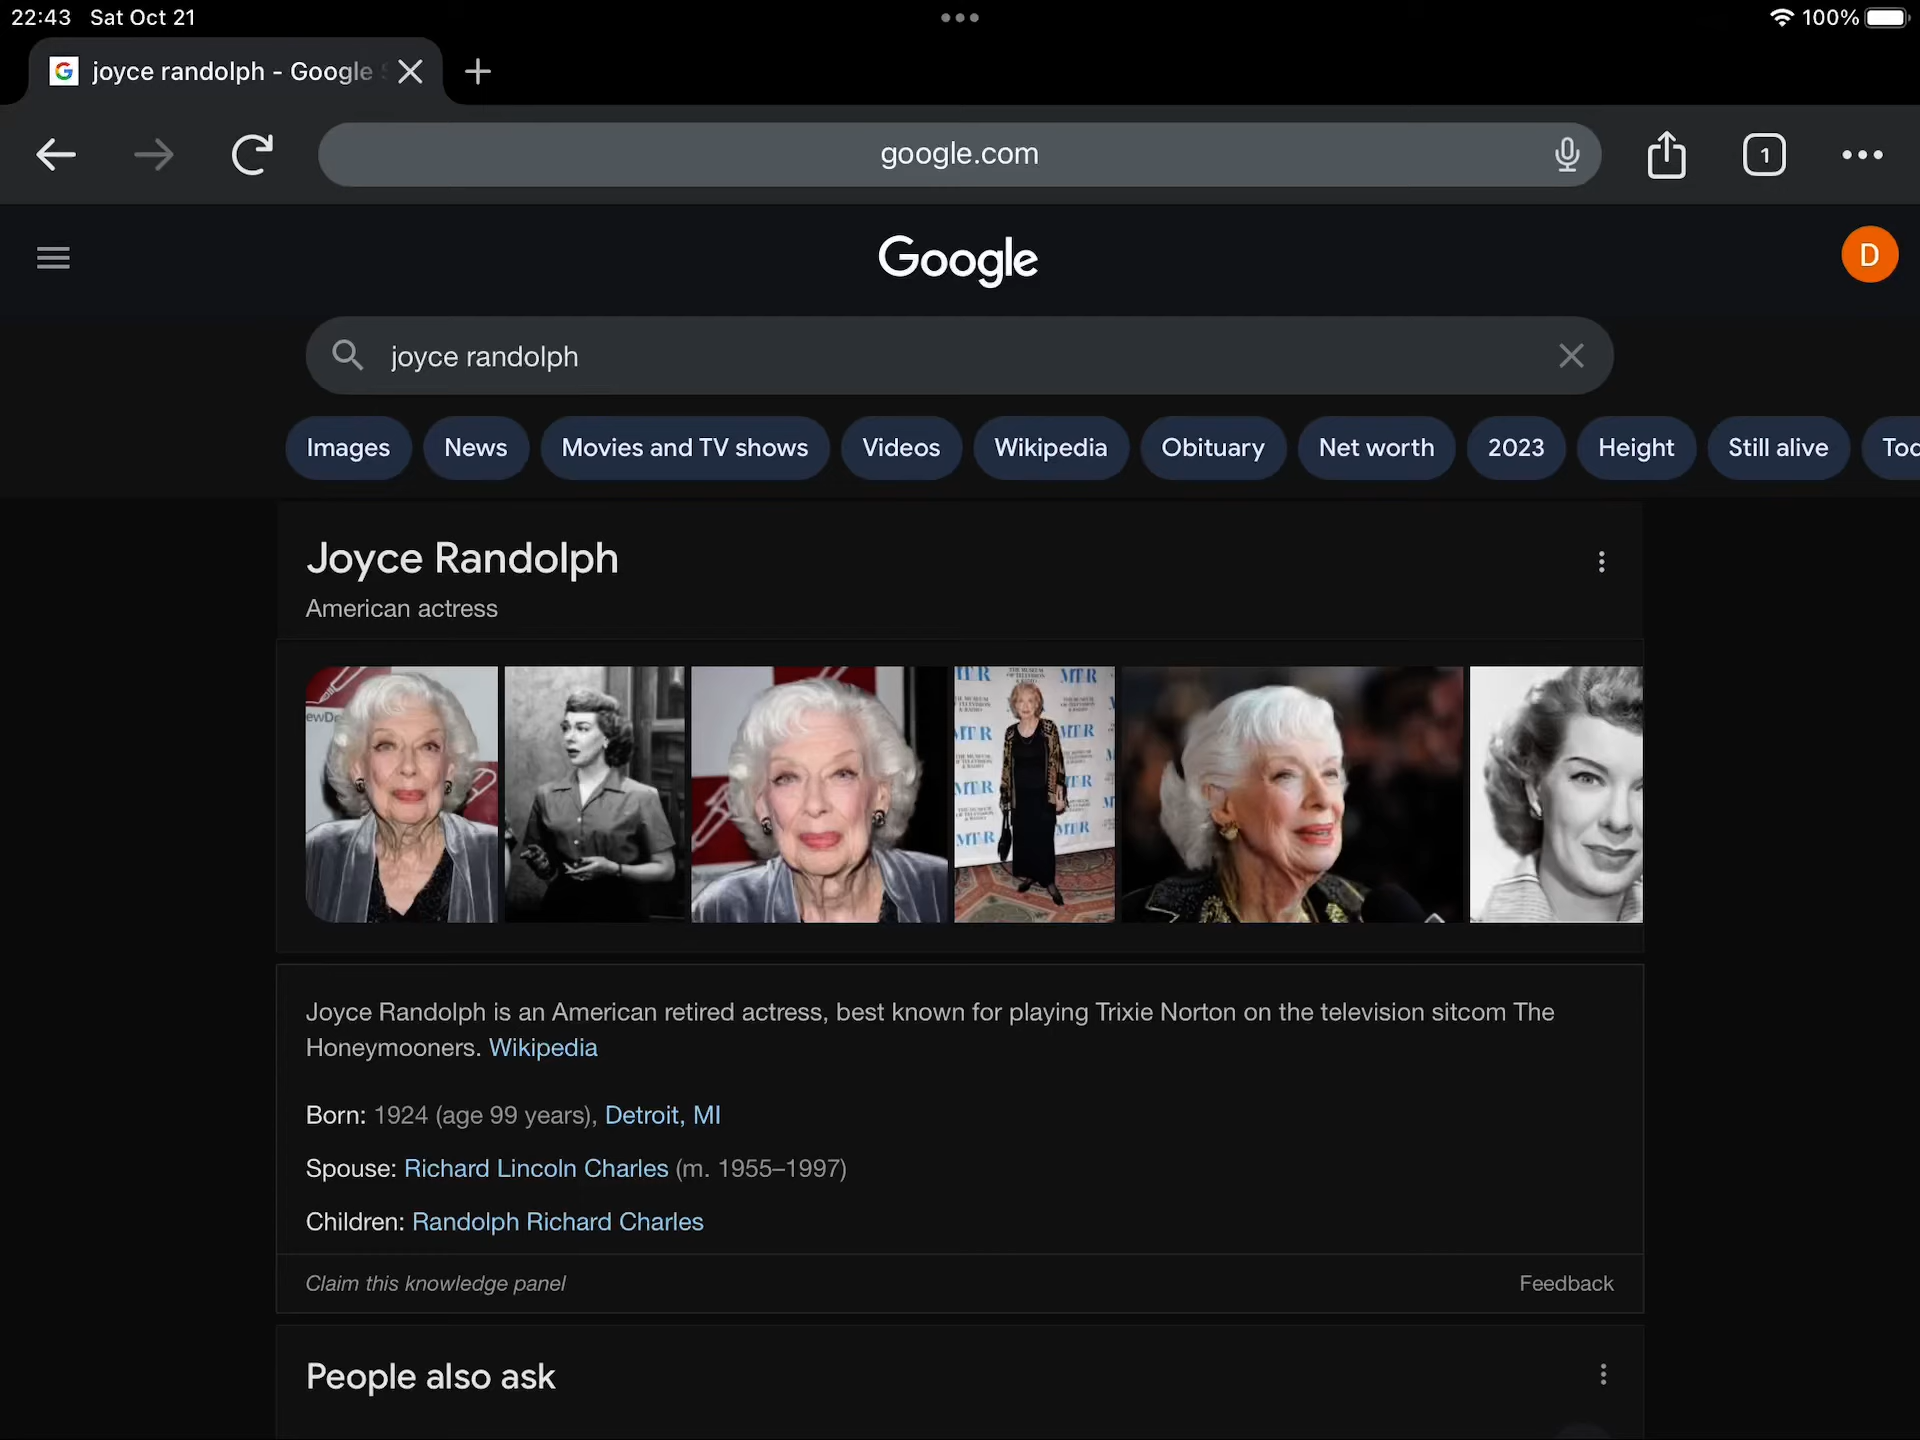 22:43 Sat Oct 21
100%
joyce randolph - Google
google.com
1
Google
D
joyce randolph
Images News Movies and TV shows Videos Wikipedia Obituary Net worth 2023 Height Still alive
Joyce Randolph
American actress
Joyce Randolph is an American retired actress, best known for playing Trixie Norton on the television sitcom The
Honeymooners. Wikipedia
Born: 1924 (age 99 years), Detroit, MI
Spouse: Richard Lincoln Charles (m. 1955–1997)
Children: Randolph Richard Charles
Claim this knowledge panel
Feedback
People also ask